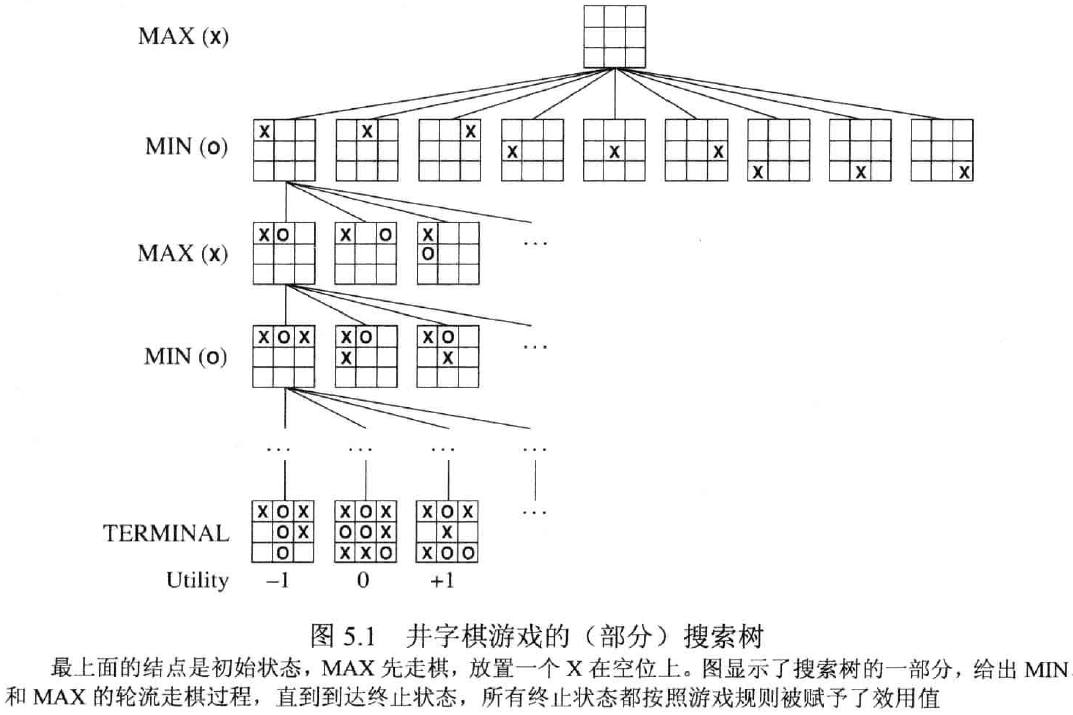 MAX (x)
X X X
MIN (o) X X X
X X X
X O X O X
MAX (x) O ...
X O X X O X O
MIN (o) X X ...
... ... ... ...
X O X X O X X O X ...
TERMINAL O X O O X X
O X X O X O O
Utility –1 0 +1
图 5.1 井字棋游戏的（部分）搜索树
最上面的结点是初始状态，MAX 先走棋，放置一个 X 在空位上。图显示了搜索树的一部分，给出 MIN
和 MAX 的轮流走棋过程，直到到达终止状态，所有终止状态都按照游戏规则被赋予了效用值